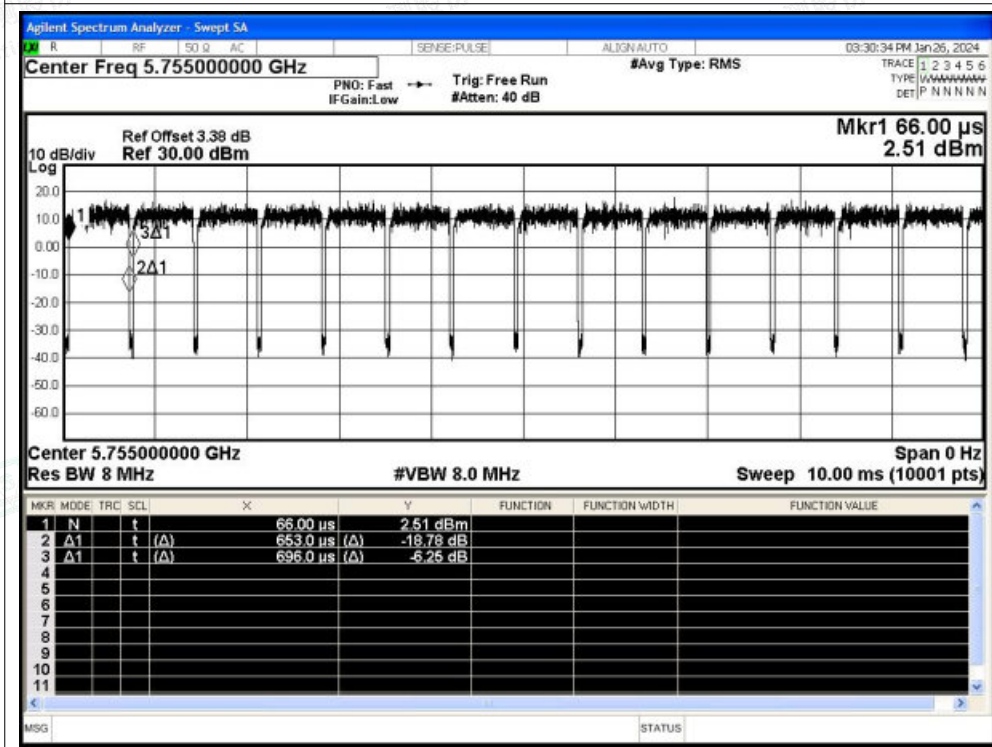 Agilent Spectrum Analyzer - Swept SA
R RF 50 Ω AC SENSE:PULSE ALIGN AUTO 03:30:34 PM Jan 26, 2024
Center Freq 5.755000000 GHz #Avg Type: RMS TRACE 1 2 3 4 5 6
PNO: Fast Trig: Free Run TYPE
IFGain:Low #Atten: 40 dB DET P N N N N N
Mkr1 66.00 µs
Ref Offset 3.38 dB
10 dB/div Ref 30.00 dBm 2.51 dBm
Log
20.0
10.0 1
3Δ1
0.00
2Δ1
-10.0
-20.0
-30.0
-40.0
-50.0
-60.0
Center 5.755000000 GHz Span 0 Hz
Res BW 8 MHz #VBW 8.0 MHz Sweep 10.00 ms (10001 pts)
MKR MODE TRC SCL X Y FUNCTION FUNCTION WIDTH FUNCTION VALUE
1 N t 66.00 µs 2.51 dBm
2 Δ1 t (Δ) 653.0 µs (Δ) -18.78 dB
3 Δ1 t (Δ) 696.0 µs (Δ) -6.25 dB
4
5
6
7
8
9
10
11
MSG STATUS